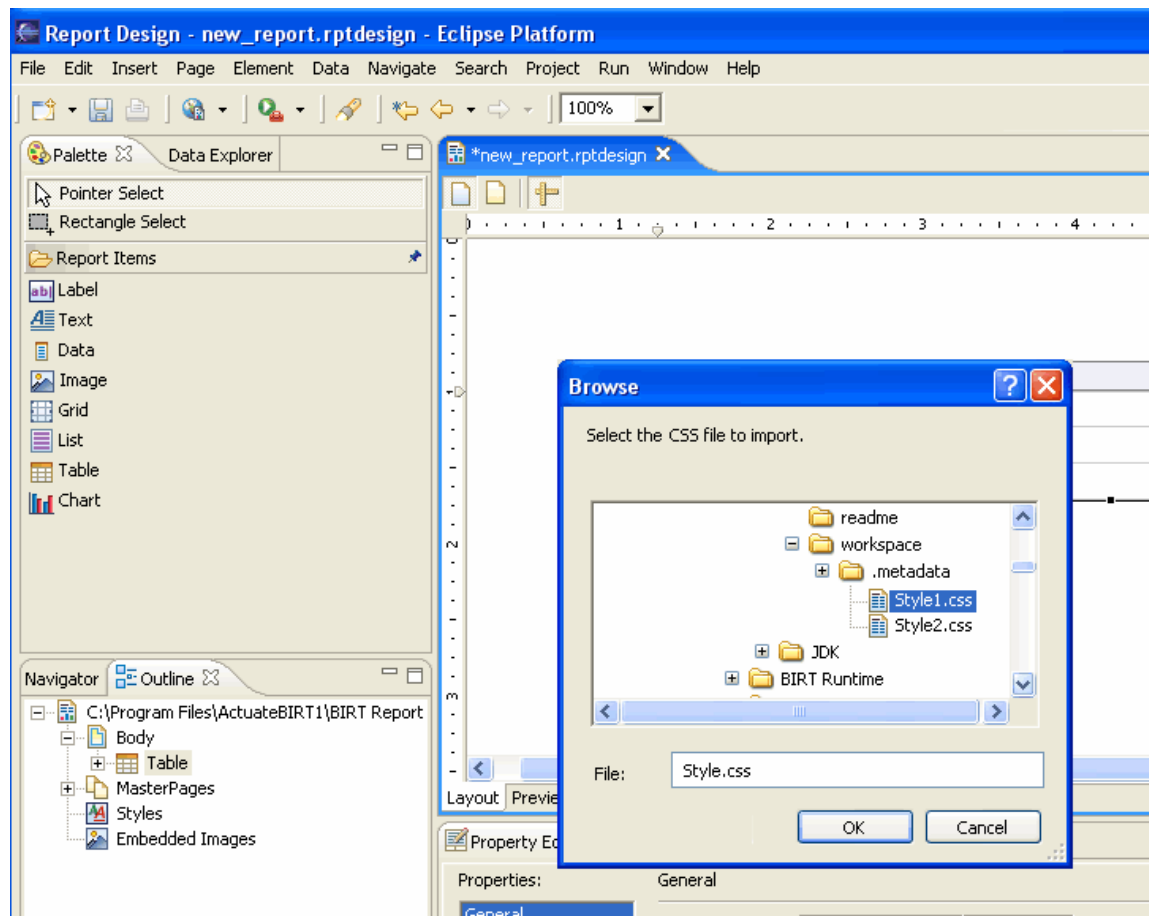 Report Design - new_report.rptdesign - Eclipse Platform
File Edit Insert Page Element Data Navigate Search Project Run Window Help
100%
Palette Data Explorer
*new_report.rptdesign
Pointer Select
Rectangle Select
Report Items
ab| Label
Text
Data
Image
Grid
List
Table
Chart
1 2 3 4
2
3
Browse
Select the CSS file to import.
readme
workspace
.metadata
Style1.css
Style2.css
JDK
BIRT Runtime
File: Style.css
OK Cancel
Navigator Outline
C:\Program Files\ActuateBIRT1\BIRT Report
Body
Table
MasterPages
Styles
Embedded Images
Layout Previe
Property Ed
Properties: General
General